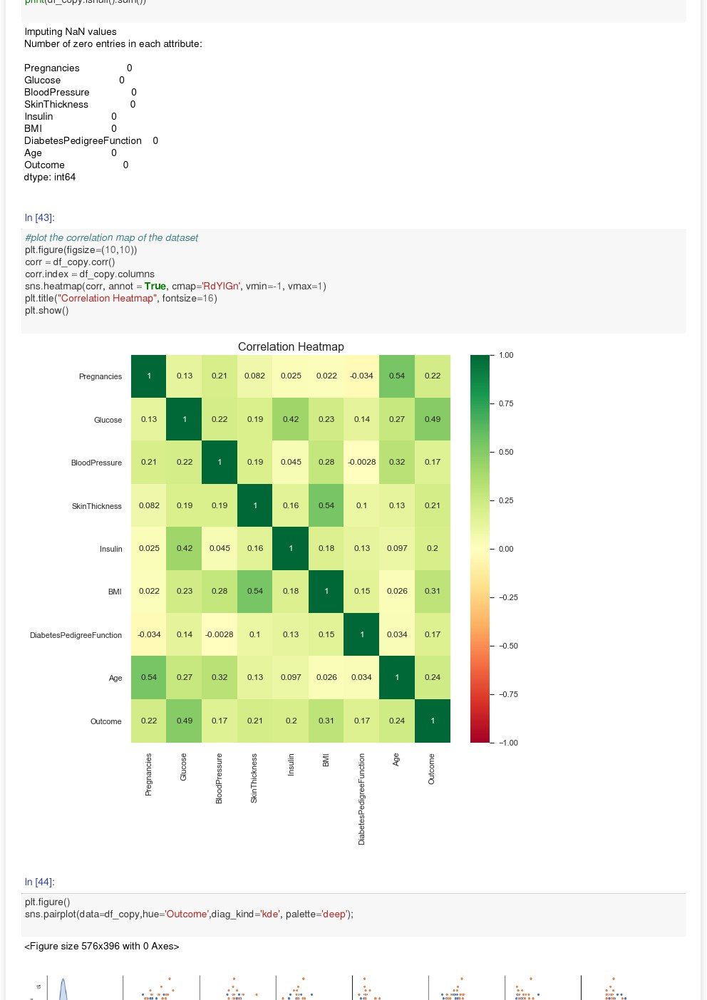 print(df_copy.isnull().sum())
Imputing NaN values
Number of zero entries in each attribute:
Pregnancies 0
Glucose 0
BloodPressure 0
SkinThickness 0
Insulin 0
BMI 0
DiabetesPedigreeFunction 0
Age 0
Outcome 0
dtype: int64
In [43]:
#plot the correlation map of the dataset
plt.figure(figsize=(10,10))
corr = df_copy.corr()
corr.index = df_copy.columns
sns.heatmap(corr, annot = True, cmap='RdYlGn', vmin=-1, vmax=1)
plt.title("Correlation Heatmap", fontsize=16)
plt.show()
Correlation Heatmap
Pregnancies 1 0.13 0.21 0.082 0.025 0.022 -0.034 0.54 0.22
Glucose 0.13 1 0.22 0.19 0.42 0.23 0.14 0.27 0.49
BloodPressure 0.21 0.22 1 0.19 0.045 0.28 -0.0028 0.32 0.17
SkinThickness 0.082 0.19 0.19 1 0.16 0.54 0.1 0.13 0.21
Insulin 0.025 0.42 0.045 0.16 1 0.18 0.13 0.097 0.2
BMI 0.022 0.23 0.28 0.54 0.18 1 0.15 0.026 0.31
DiabetesPedigreeFunction -0.034 0.14 -0.0028 0.1 0.13 0.15 1 0.034 0.17
Age 0.54 0.27 0.32 0.13 0.097 0.026 0.034 1 0.24
Outcome 0.22 0.49 0.17 0.21 0.2 0.31 0.17 0.24 1
Pregnancies
Glucose
BloodPressure
SkinThickness
Insulin
BMI
DiabetesPedigreeFunction
Age
Outcome
1.00
0.75
0.50
0.25
0.00
−0.25
−0.50
−0.75
−1.00
In [44]:
plt.figure()
sns.pairplot(data=df_copy,hue='Outcome',diag_kind='kde', palette='deep');
<Figure size 576x396 with 0 Axes>
15